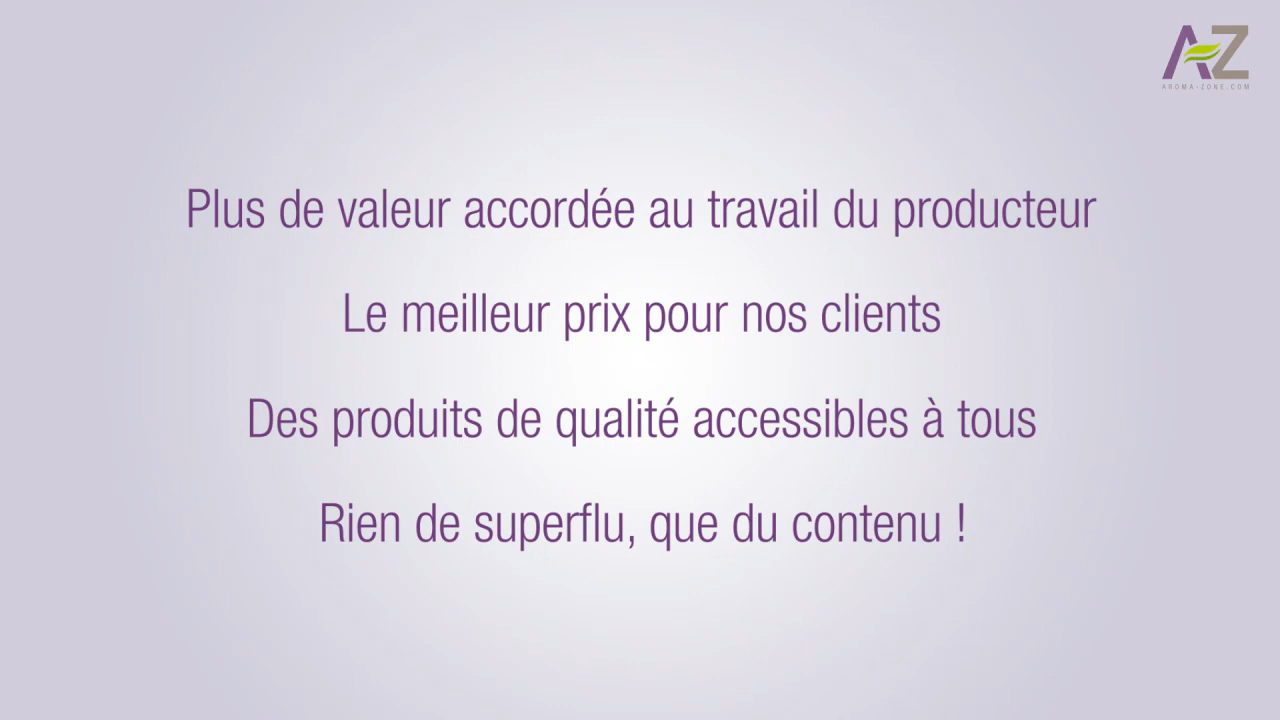 AZ
AROMA-ZONE.COM
Plus de valeur accordée au travail du producteur
Le meilleur prix pour nos clients
Des produits de qualité accessibles à tous
Rien de superflu, que du contenu !